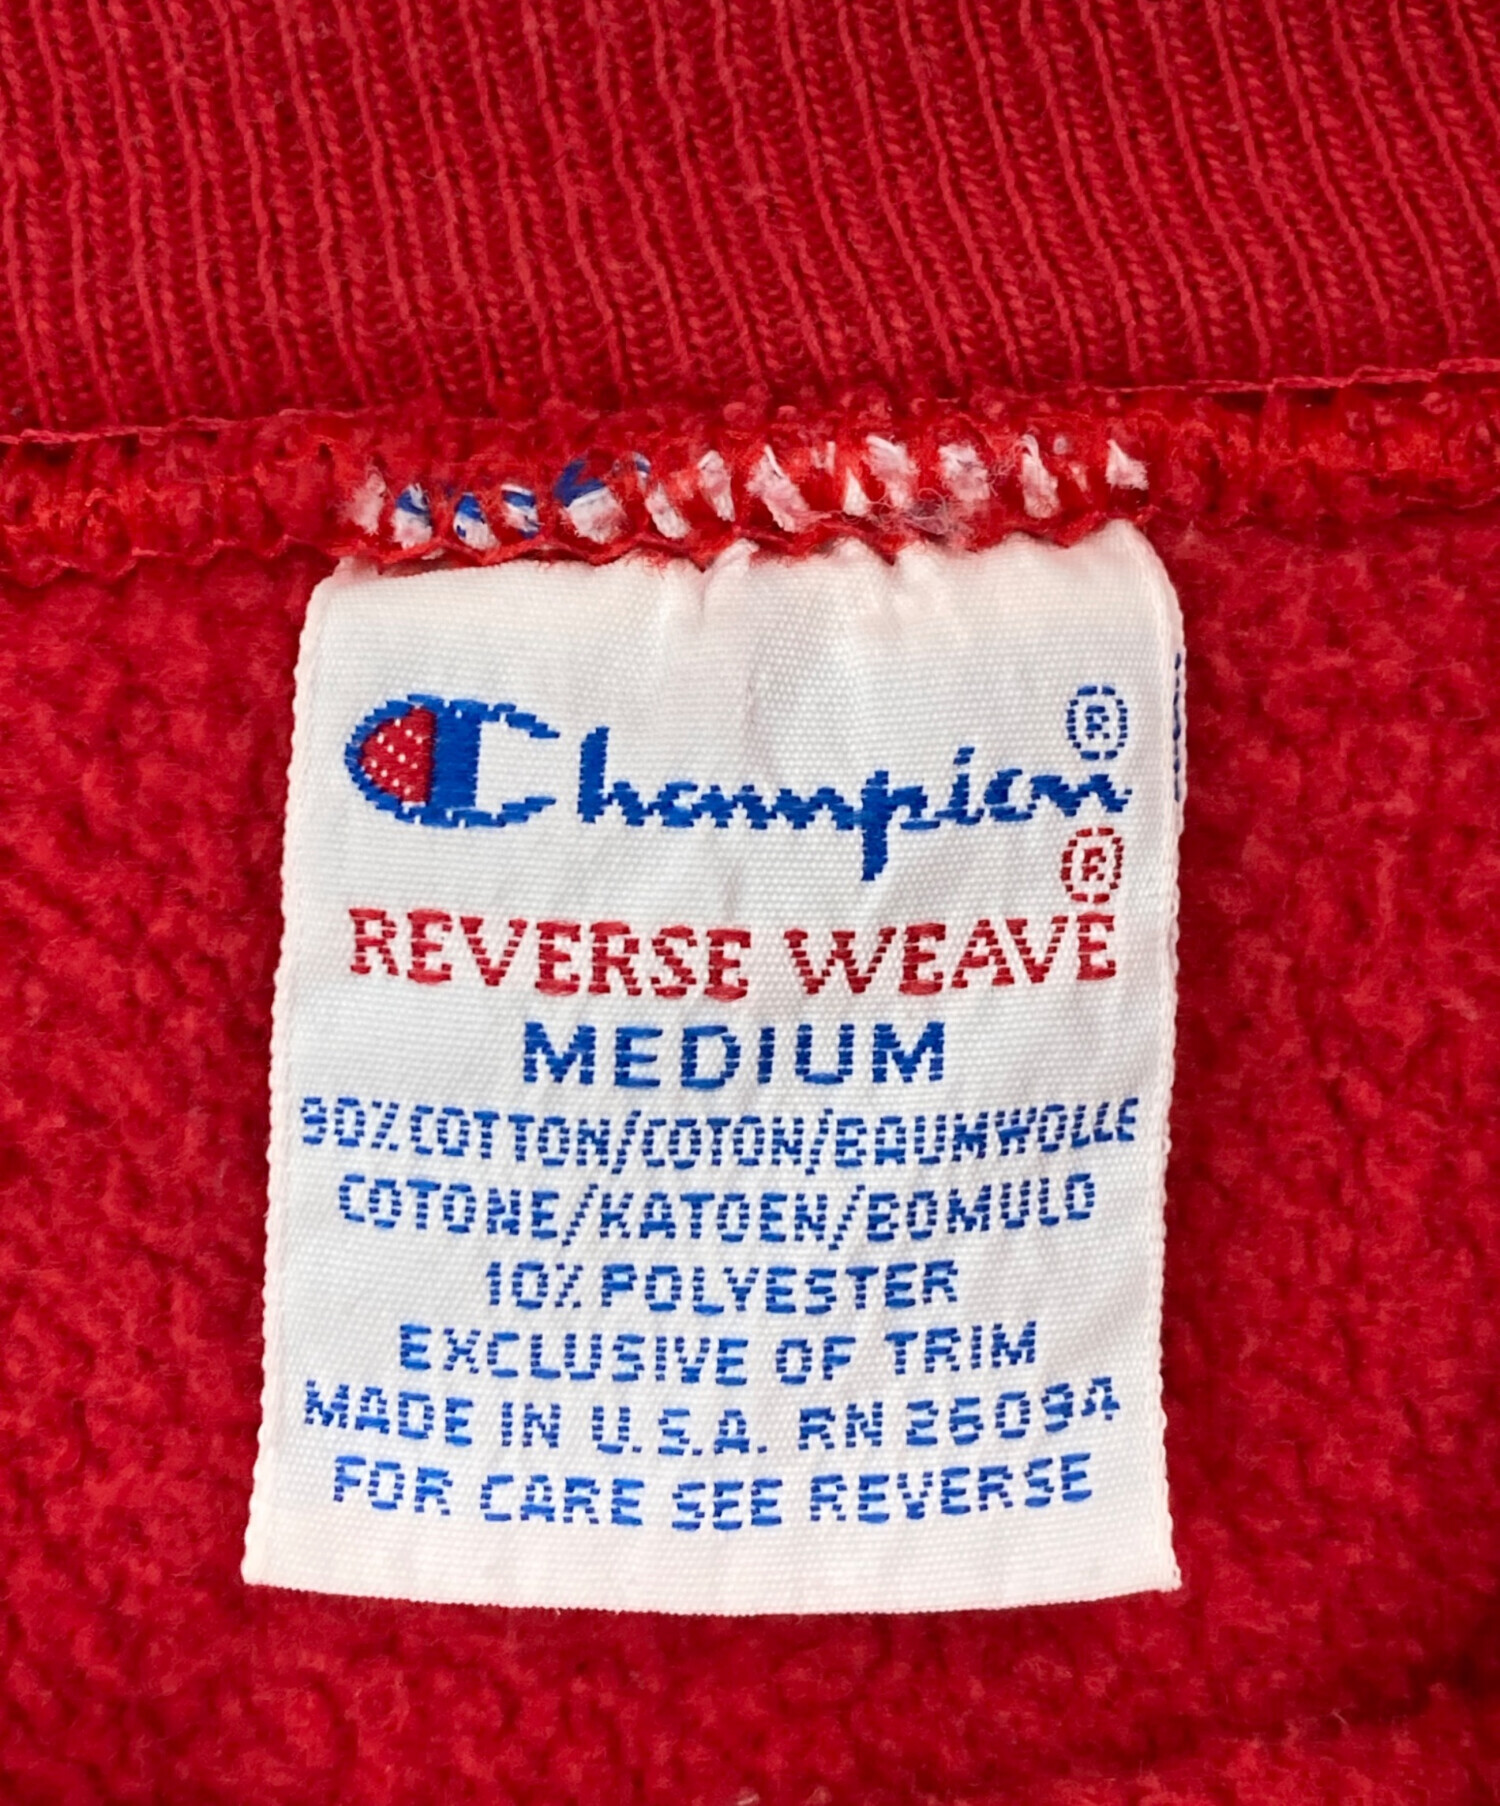 Champion®
REVERSE WEAVE®
MEDIUM
90% COTTON/COTON/BAUMWOLLE
COTONE/KATOEN/BOMULD
10% POLYESTER
EXCLUSIVE OF TRIM
MADE IN U.S.A. RN 26094
FOR CARE SEE REVERSE